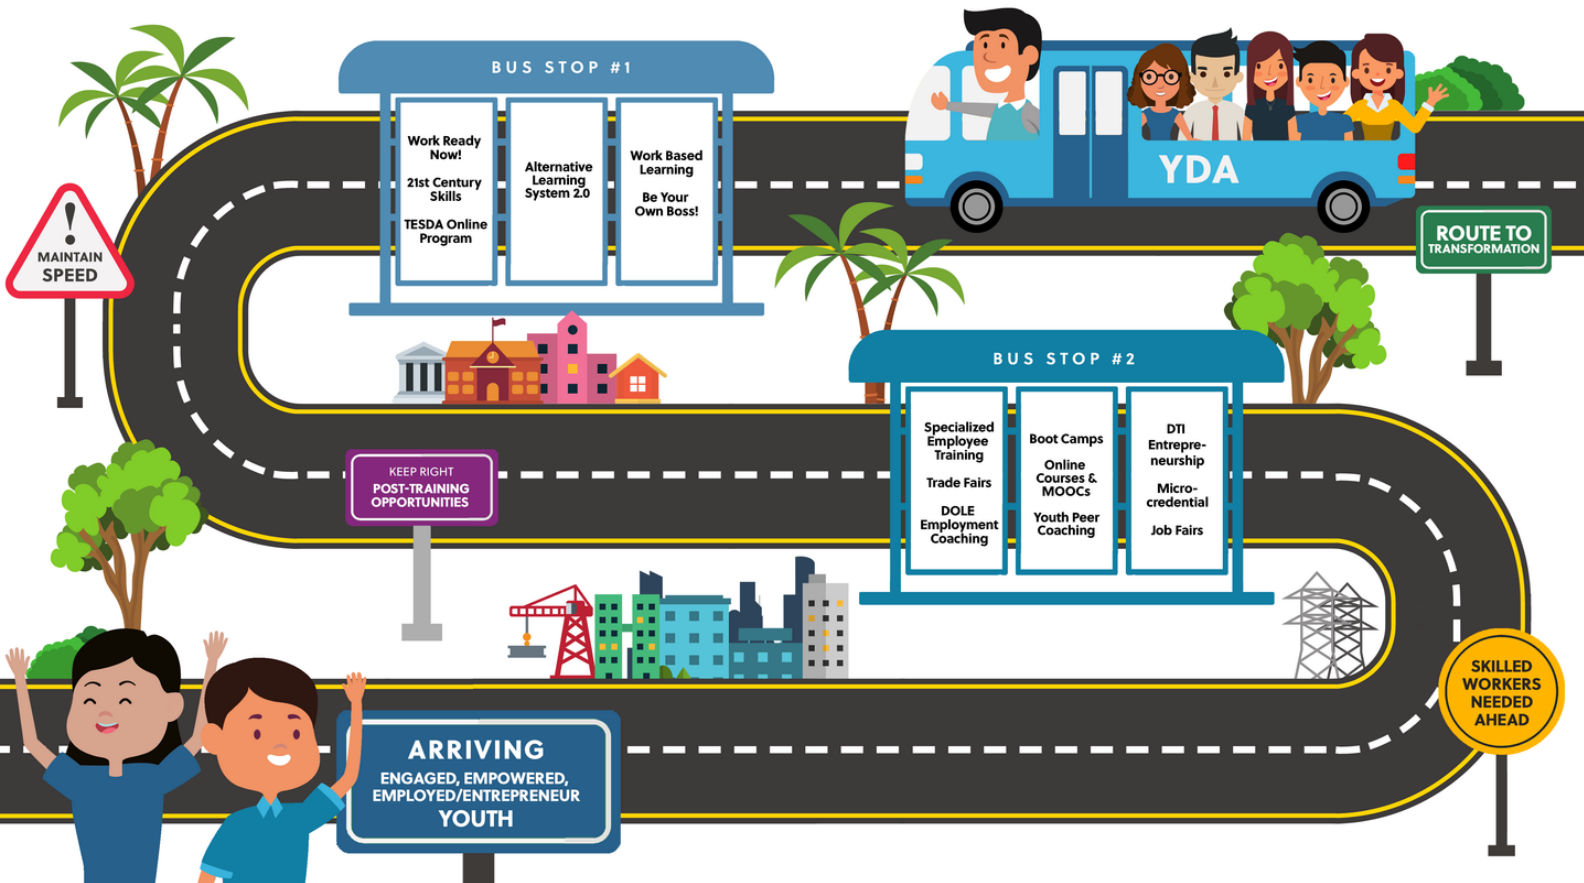 BUS STOP #1
Work Ready
Now!
21st Century
Skills
TESDA Online
Program
Alternative
Learning
System 2.0
Work Based
Learning
Be Your
Own Boss!
YDA
ROUTE TO
TRANSFORMATION
MAINTAIN
SPEED
BUS STOP #2
Specialized
Employee
Training
Trade Fairs
DOLE
Employment
Coaching
Boot Camps
Online
Courses &
MOOCs
Youth Peer
Coaching
DTI
Entrepre-
neurship
Micro-
credential
Job Fairs
KEEP RIGHT
POST-TRAINING
OPPORTUNITIES
SKILLED
WORKERS
NEEDED
AHEAD
ARRIVING
ENGAGED, EMPOWERED,
EMPLOYED/ENTREPRENEUR
YOUTH